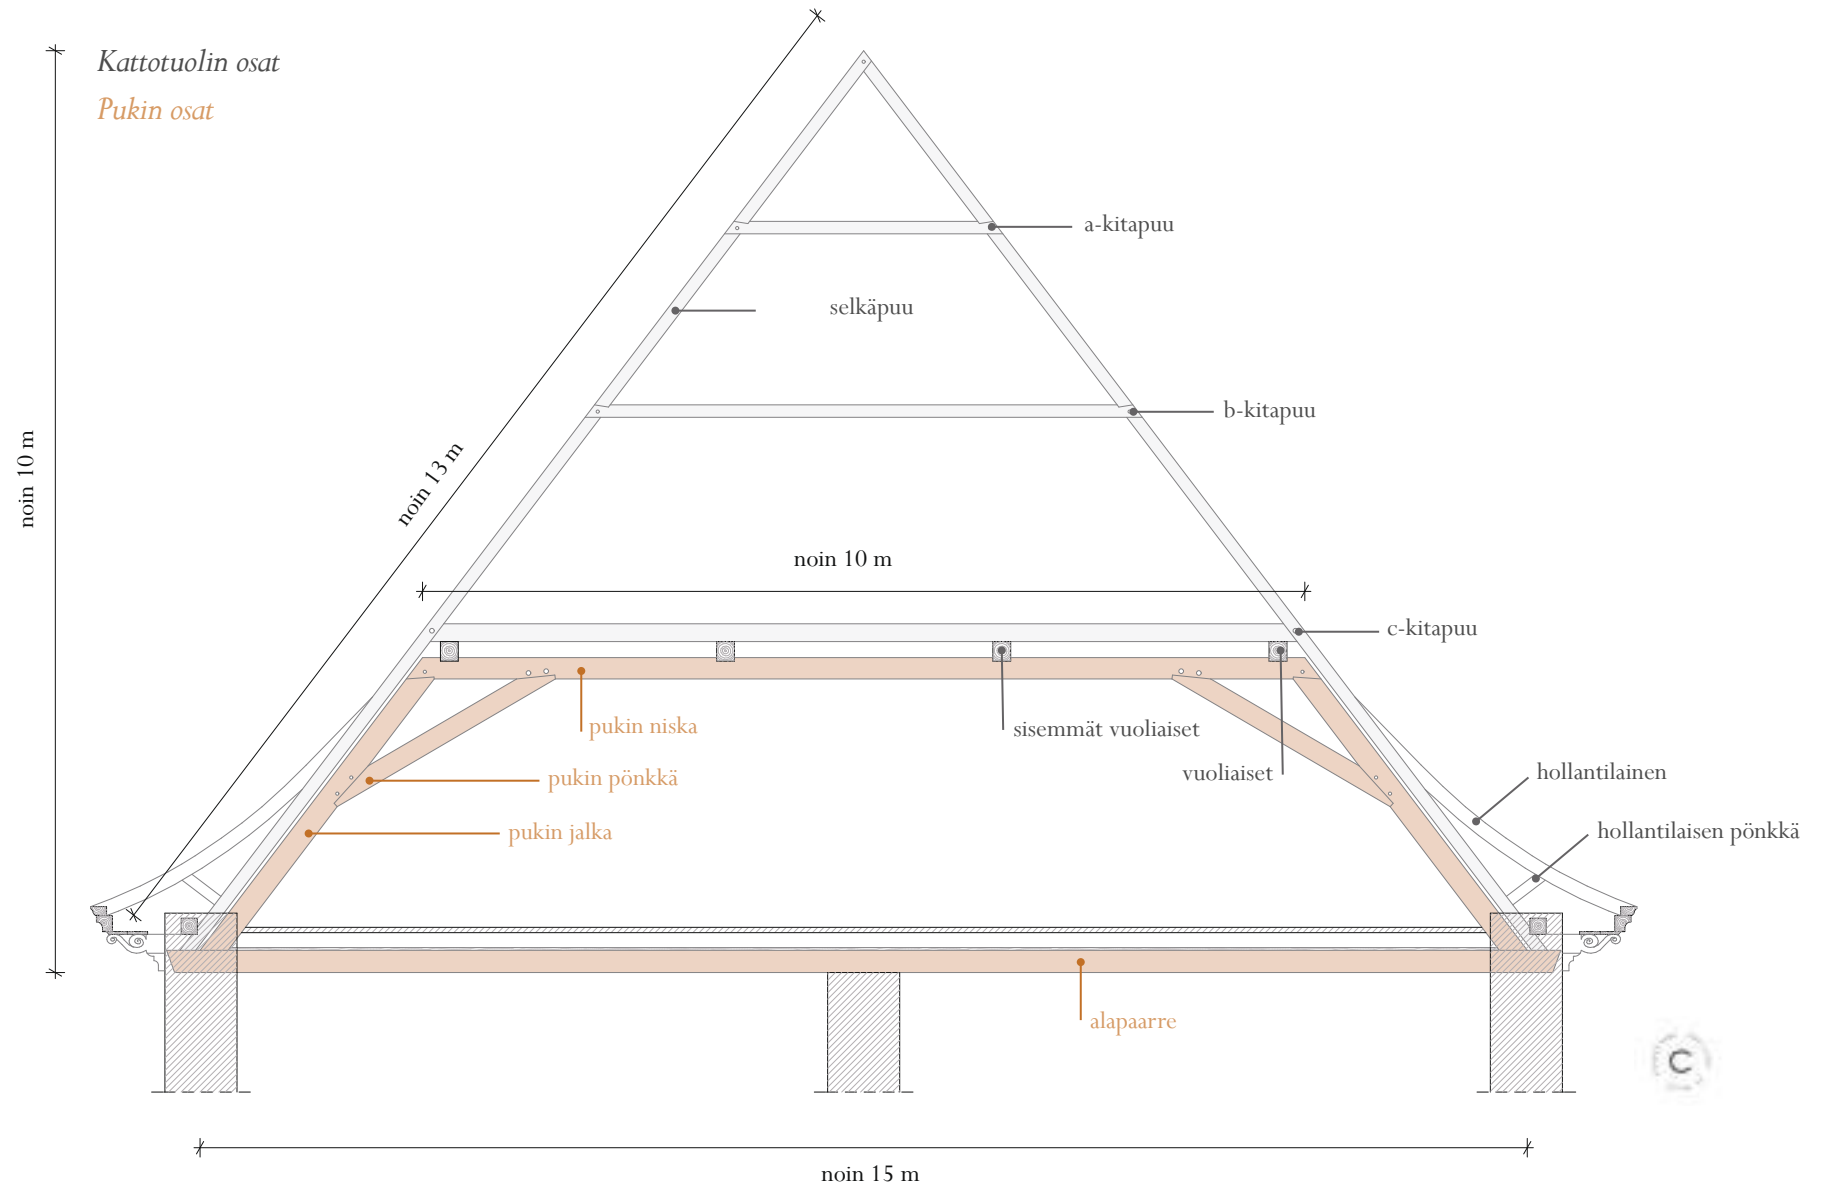 Kattotuolin osat
Pukin osat
a-kitapuu
selkäpuu
b-kitapuu
noin 10 m
noin 13 m
noin 10 m
c-kitapuu
pukin niska
sisemmät vuoliaiset
vuoliaiset
pukin pönkkä
hollantilainen
pukin jalka
hollantilaisen pönkkä
alapaarre
C
noin 15 m